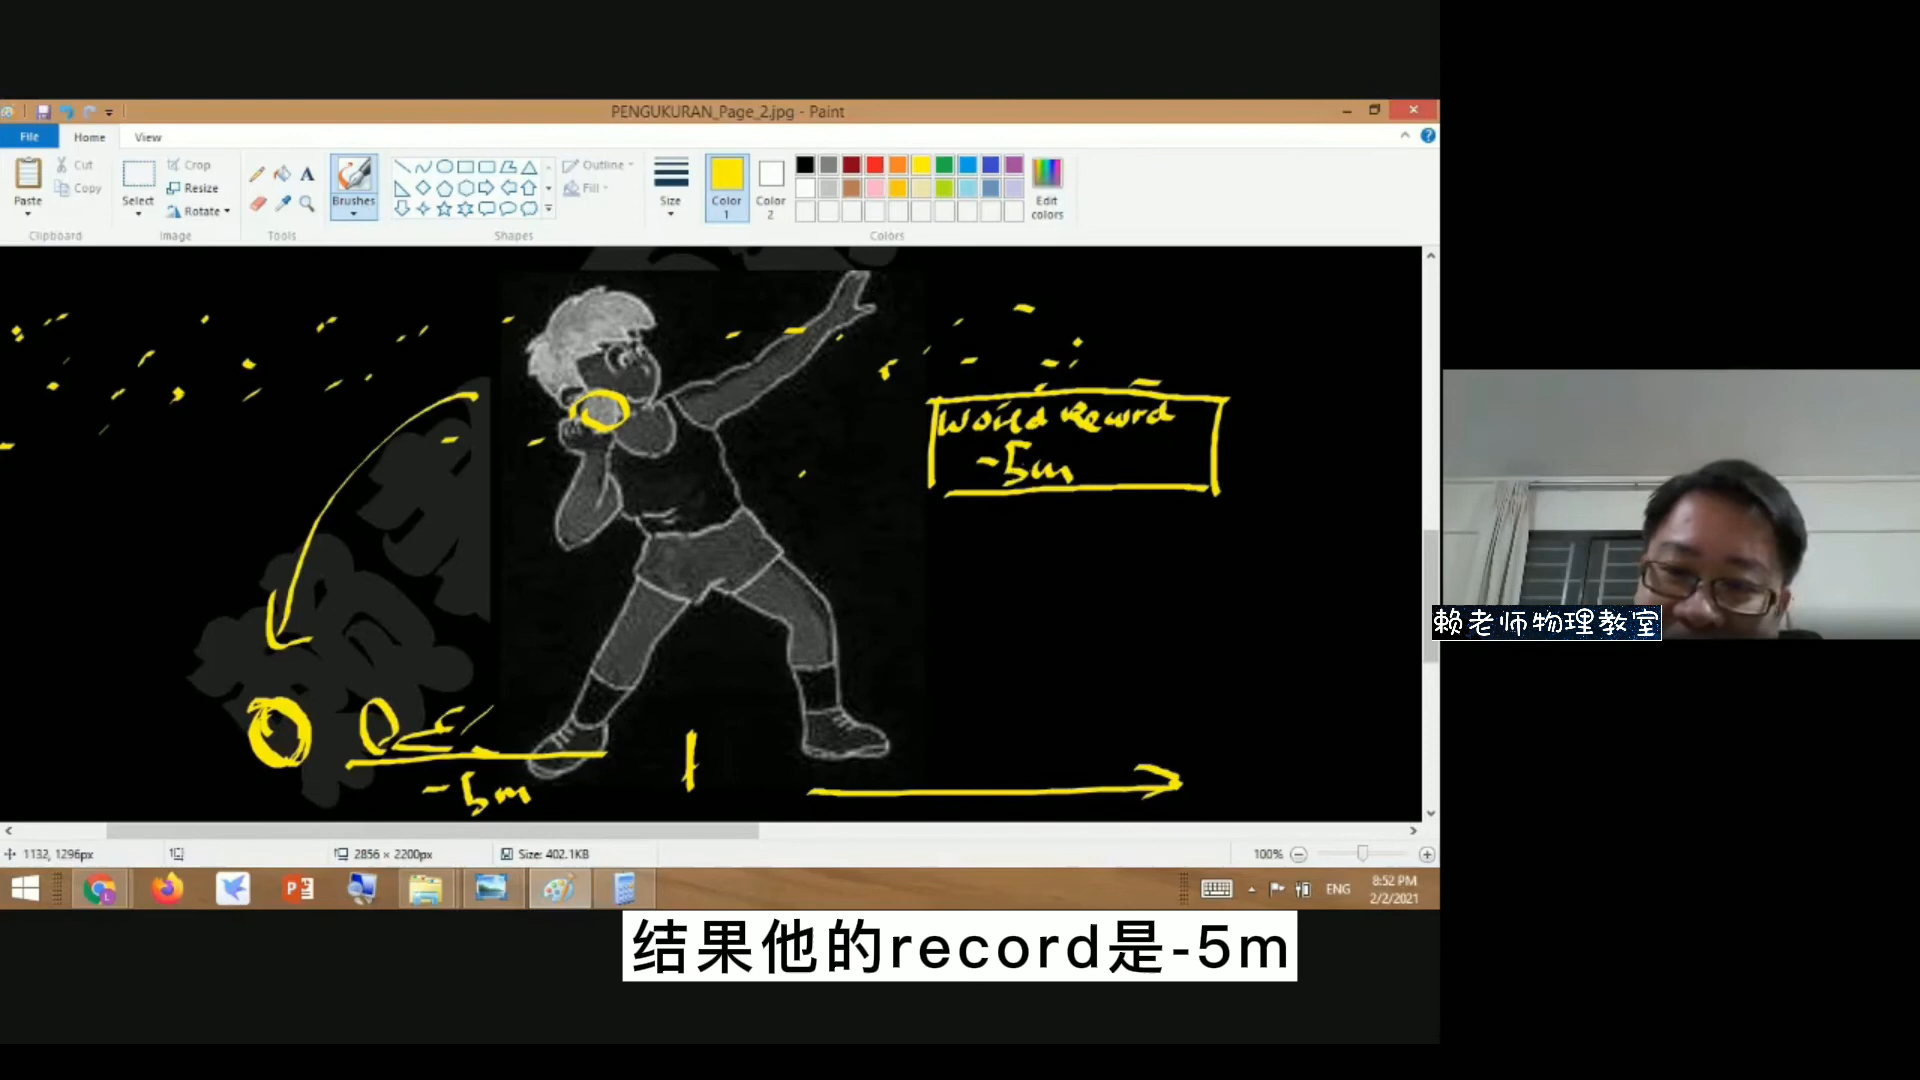 PENGUKURAN_Page_2.jpg - Paint
File Home View
Paste
Cut
Copy
Clipboard
Select
Crop
Resize
Rotate
Image
A
Tools
Brushes
Outline
Fill
Shapes
Size
Color 1
Color 2
Edit colors
Colors
World Record
-5m
-5m
赖老师物理教室
1132, 1296px
2856 × 2200px
Size: 402.1KB
100%
ENG
8:52 PM
2/2/2021
结果他的record是-5m